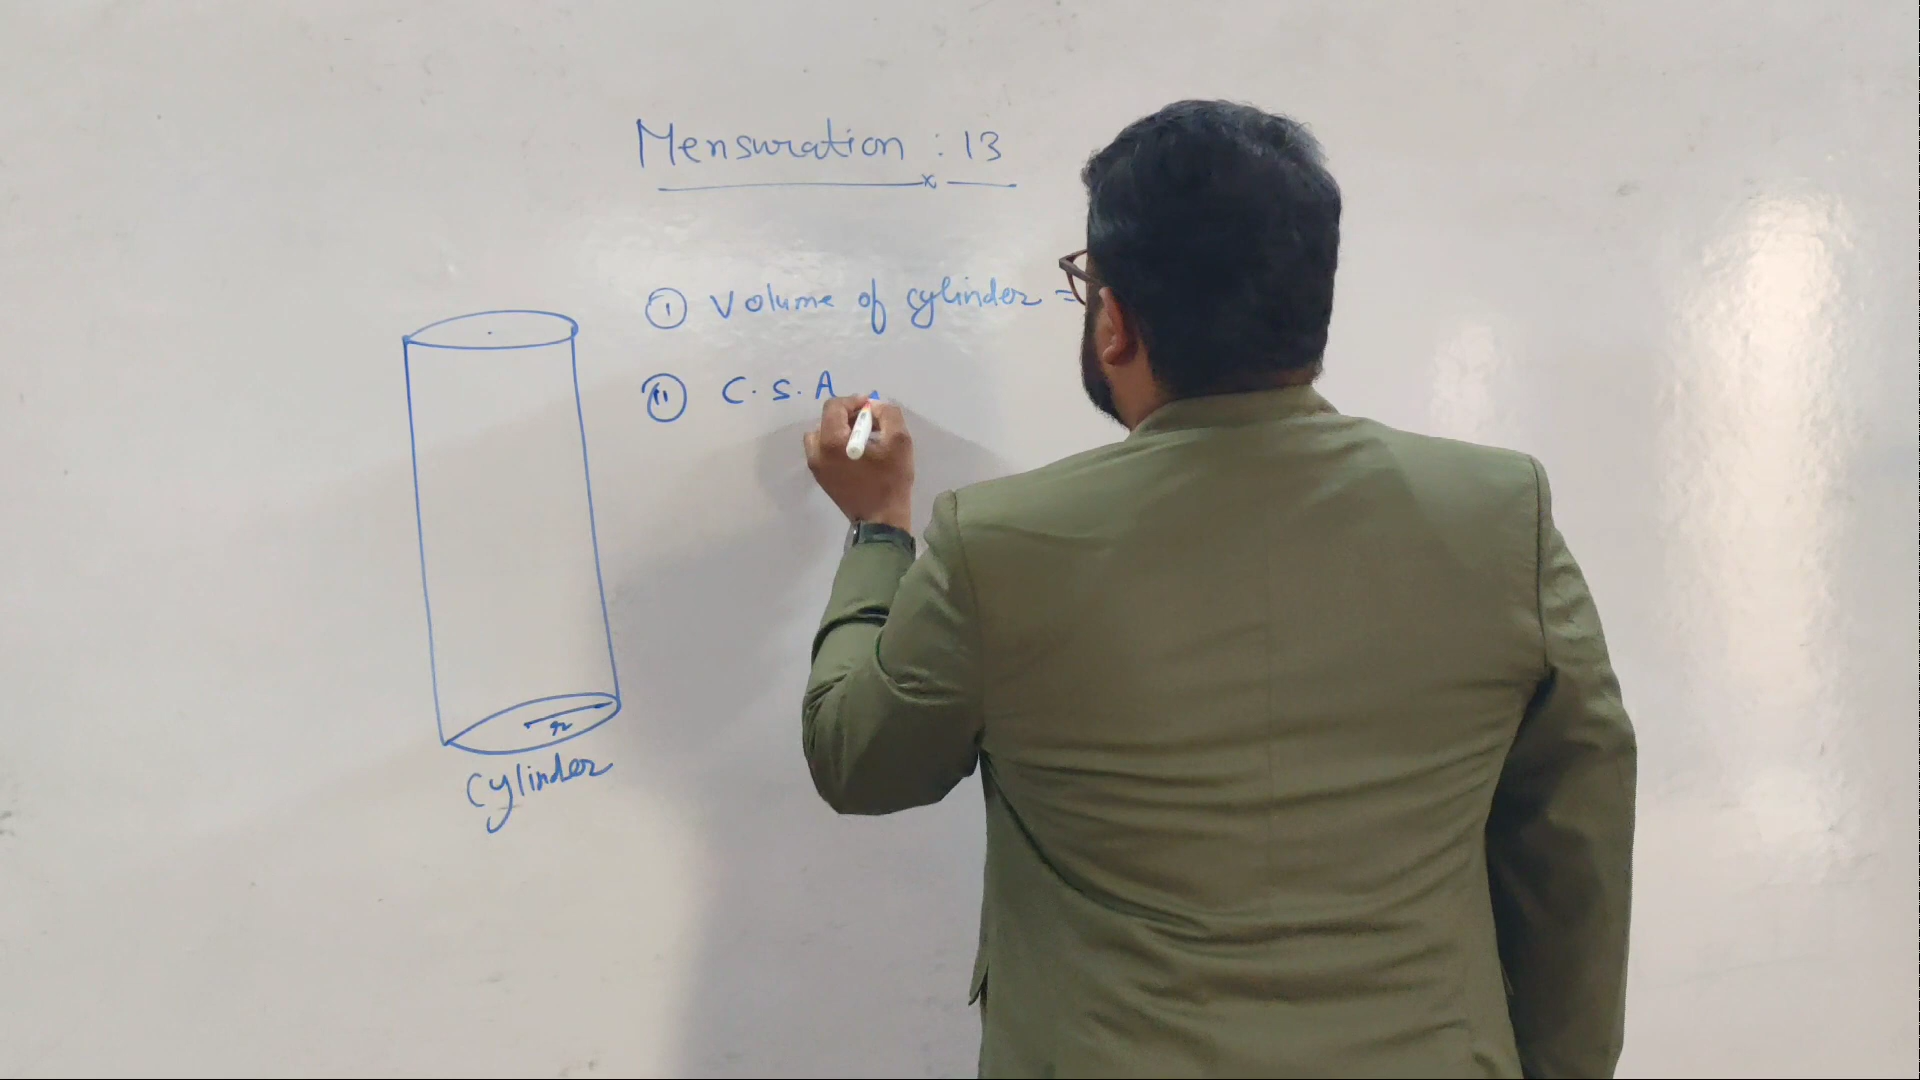 Mensuration : 13
① Volume of cylinder =
② C.S.A
r
cylinder